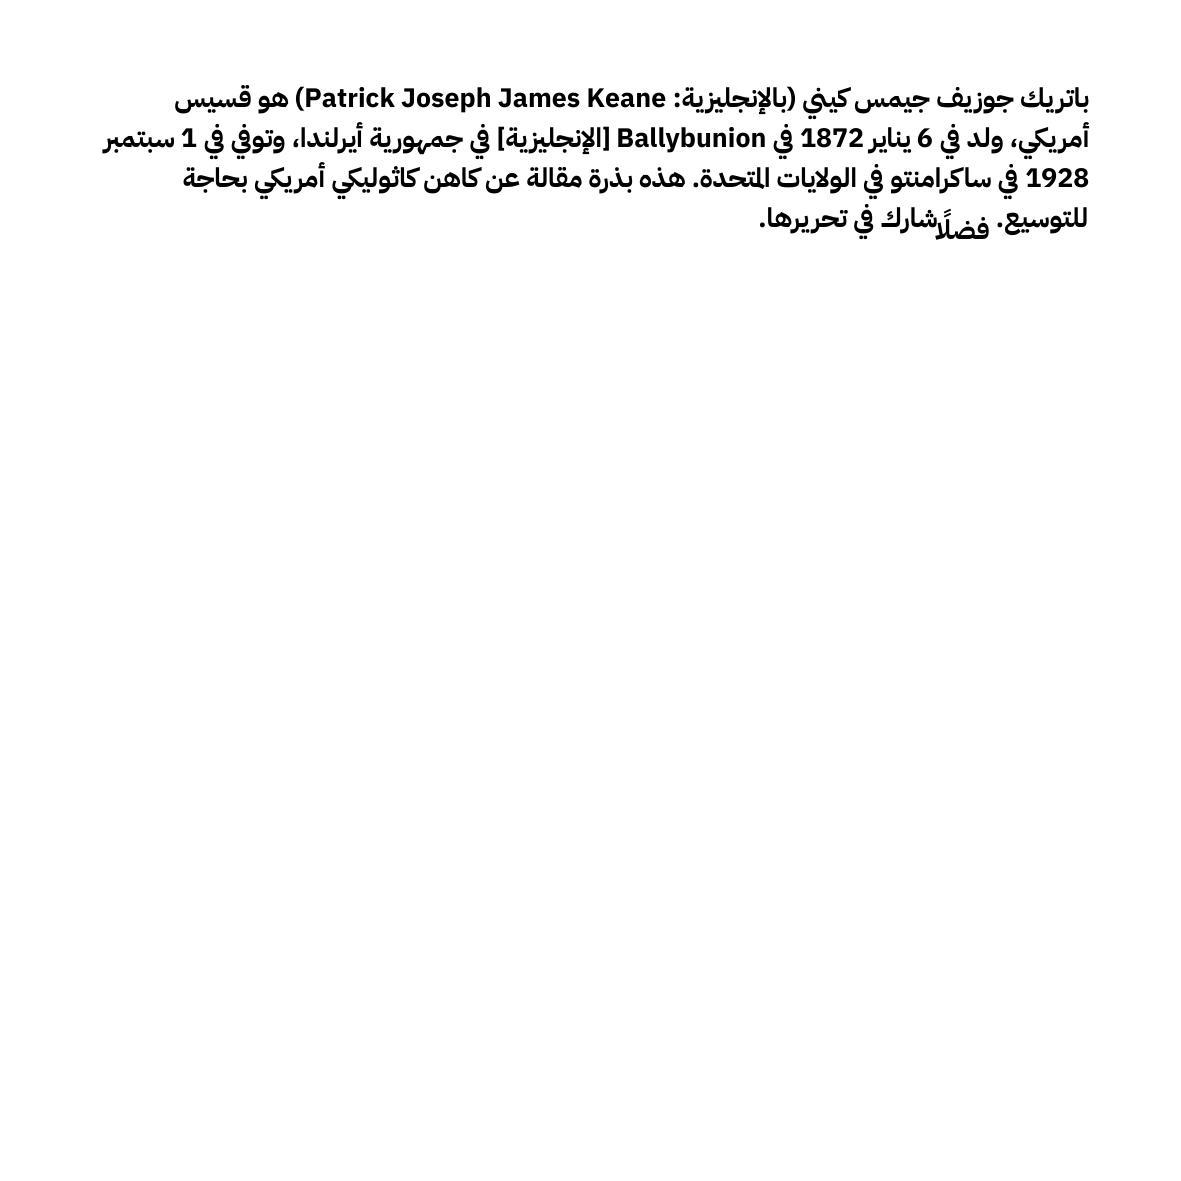 باتريك جوزيف جيمس كيني (بالإنجليزية: Patrick Joseph James Keane) هو قسيس
أمريكي، ولد في 6 يناير 1872 في Ballybunion [الإنجليزية] في جمهورية أيرلندا، وتوفي في 1 سبتمبر
1928 في ساكرامنتو في الولايات المتحدة. هذه بذرة مقالة عن كاهن كاثوليكي أمريكي بحاجة
للتوسيع. فضلًا شارك في تحريرها.